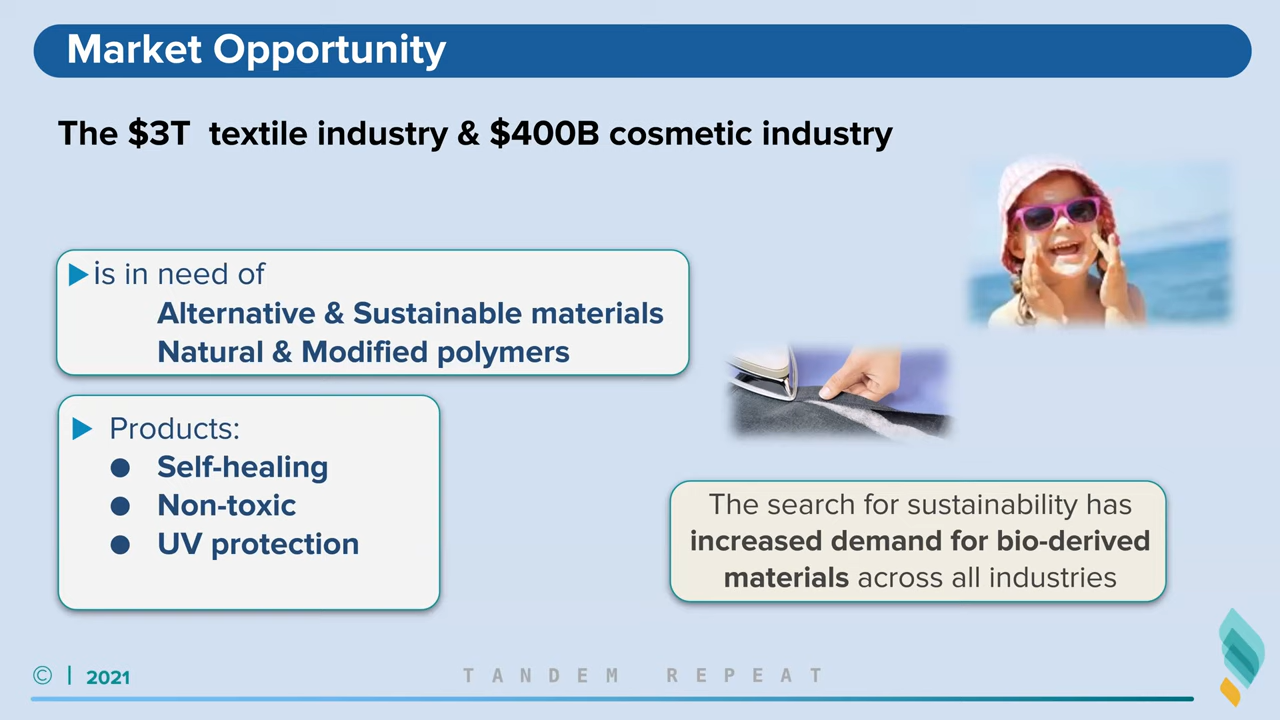 Market Opportunity
The $3T textile industry & $400B cosmetic industry
is in need of
Alternative & Sustainable materials
Natural & Modified polymers
Products:
Self-healing
Non-toxic
UV protection
The search for sustainability has
increased demand for bio-derived
materials across all industries
© | 2021
TANDEM REPEAT